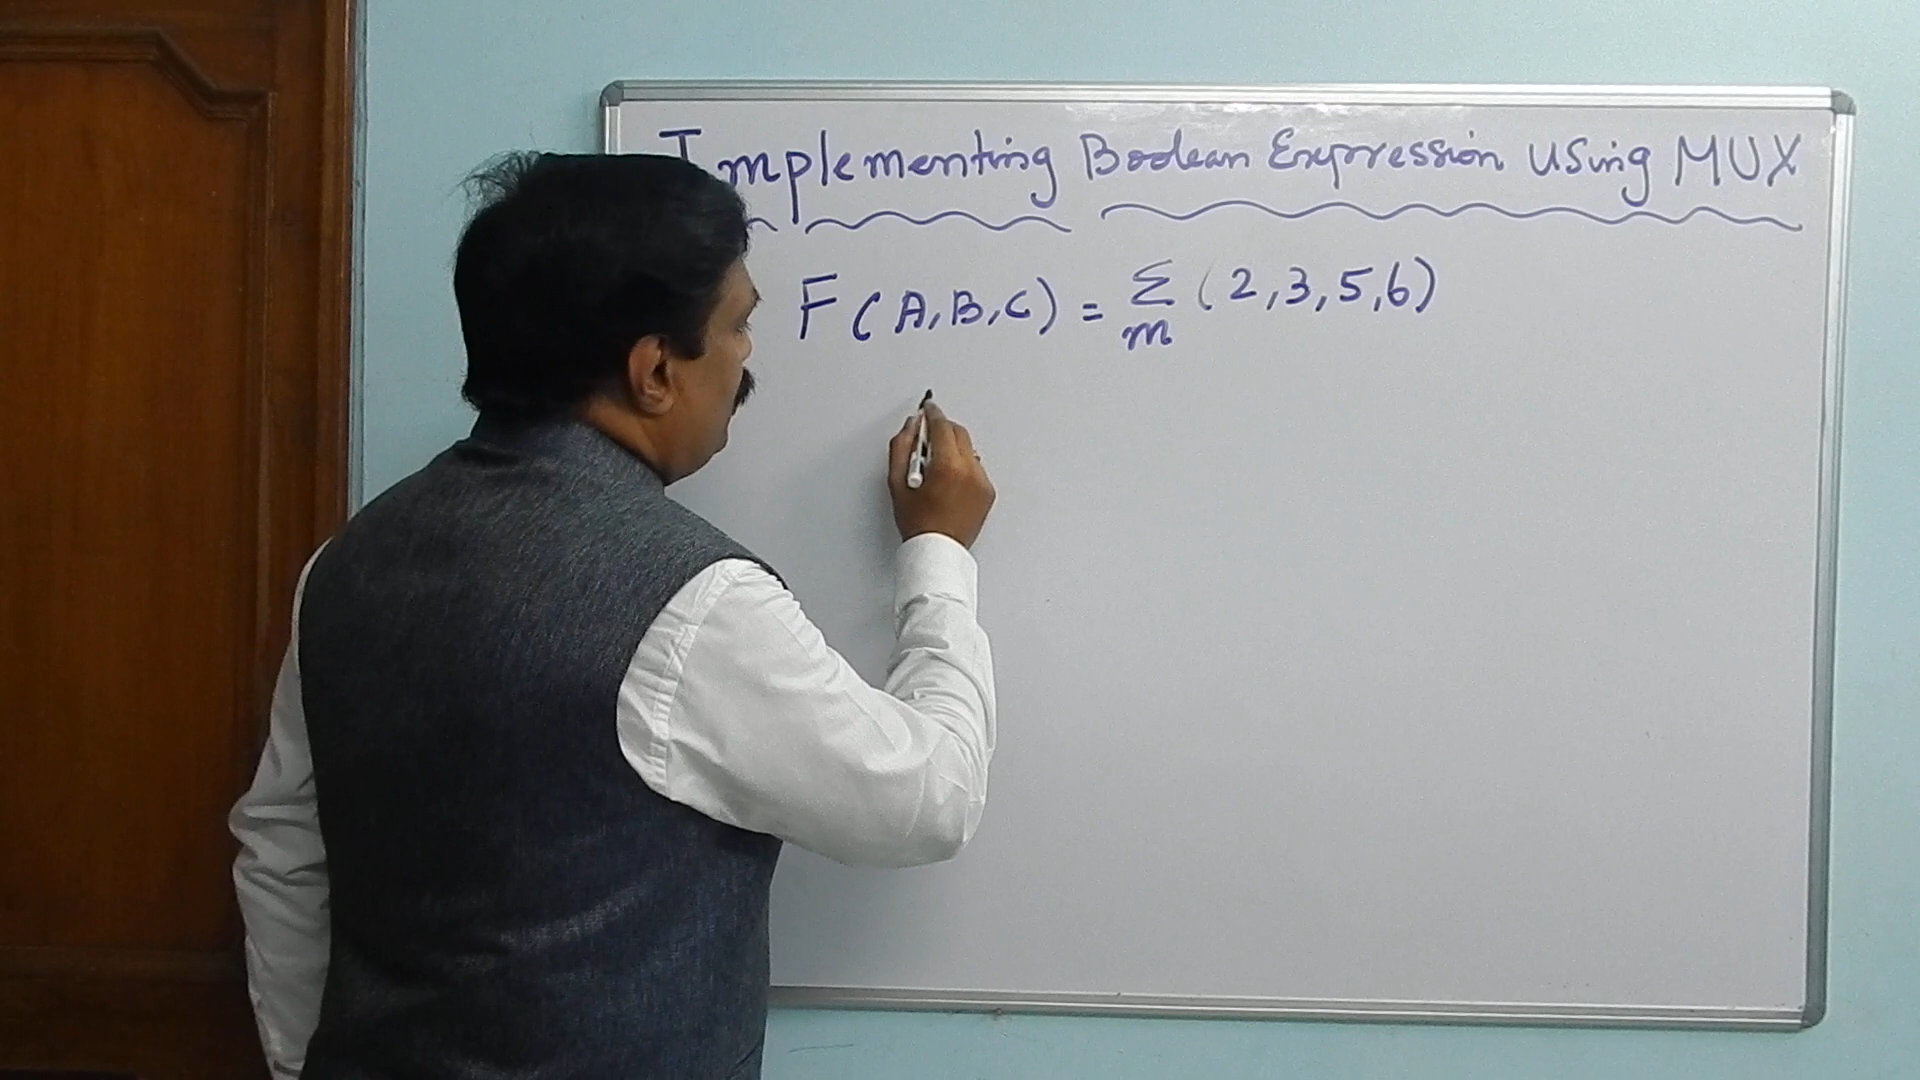 Implementing Boolean Expression Using MUX
F(A,B,C) = Σm (2,3,5,6)